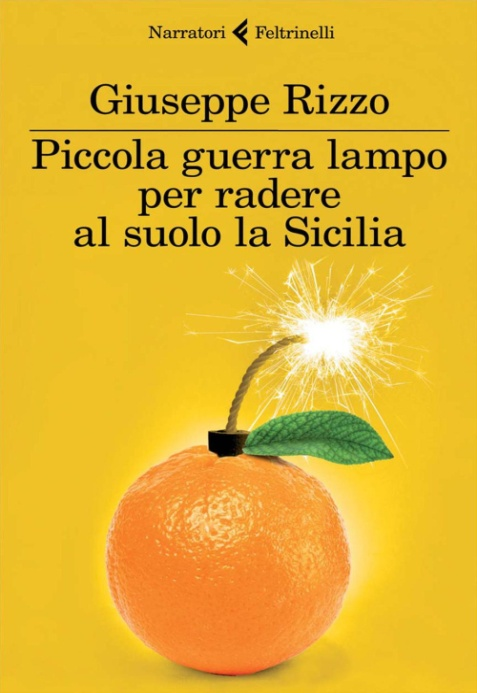 Narratori Feltrinelli
Giuseppe Rizzo
Piccola guerra lampo
per radere
al suolo la Sicilia